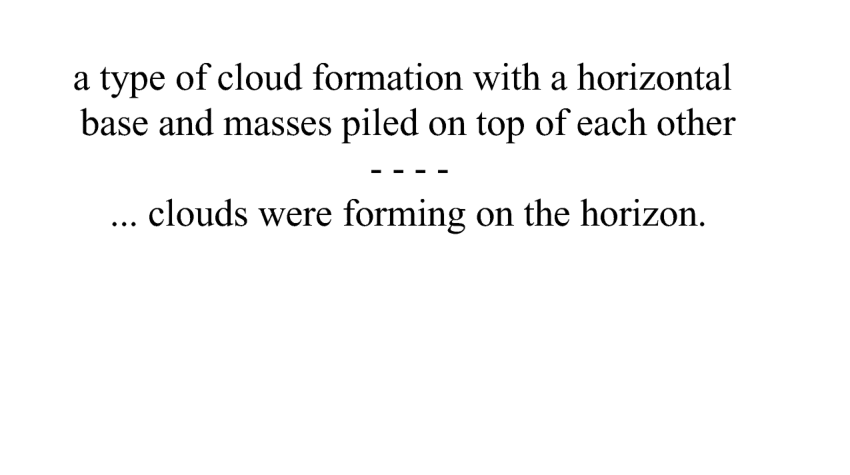 a type of cloud formation with a horizontal
base and masses piled on top of each other
- - - -
... clouds were forming on the horizon.